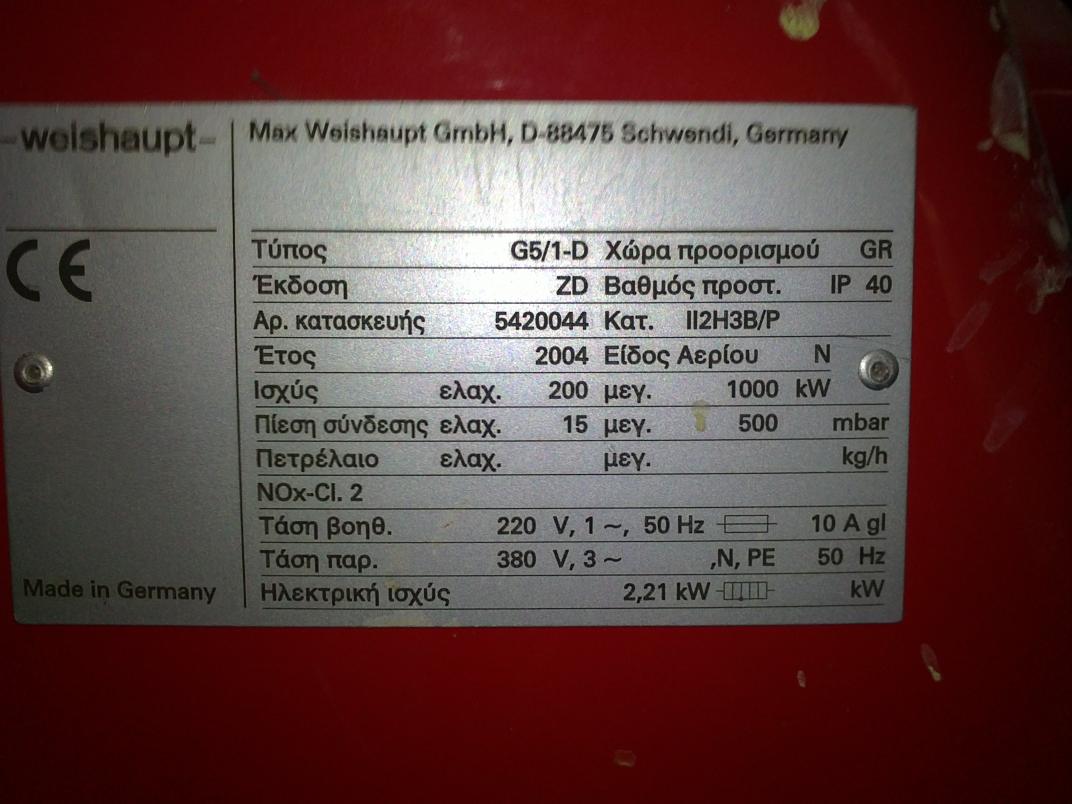 -weishaupt-
Max Weishaupt GmbH, D-88475 Schwendi, Germany
CE
Τύπος G5/1-D Χώρα προορισμού GR
Έκδοση ZD Βαθμός προστ. IP 40
Αρ. κατασκευής 5420044 Κατ. II2H3B/P
Έτος 2004 Είδος Αερίου N
Ισχύς ελαχ. 200 μεγ. 1000 kW
Πίεση σύνδεσης ελαχ. 15 μεγ. 500 mbar
Πετρέλαιο ελαχ. μεγ. kg/h
NOx-Cl. 2
Τάση βοηθ. 220 V, 1 ~, 50 Hz 10 A gl
Τάση παρ. 380 V, 3 ~ ,N, PE 50 Hz
Ηλεκτρική ισχύς 2,21 kW kW
Made in Germany